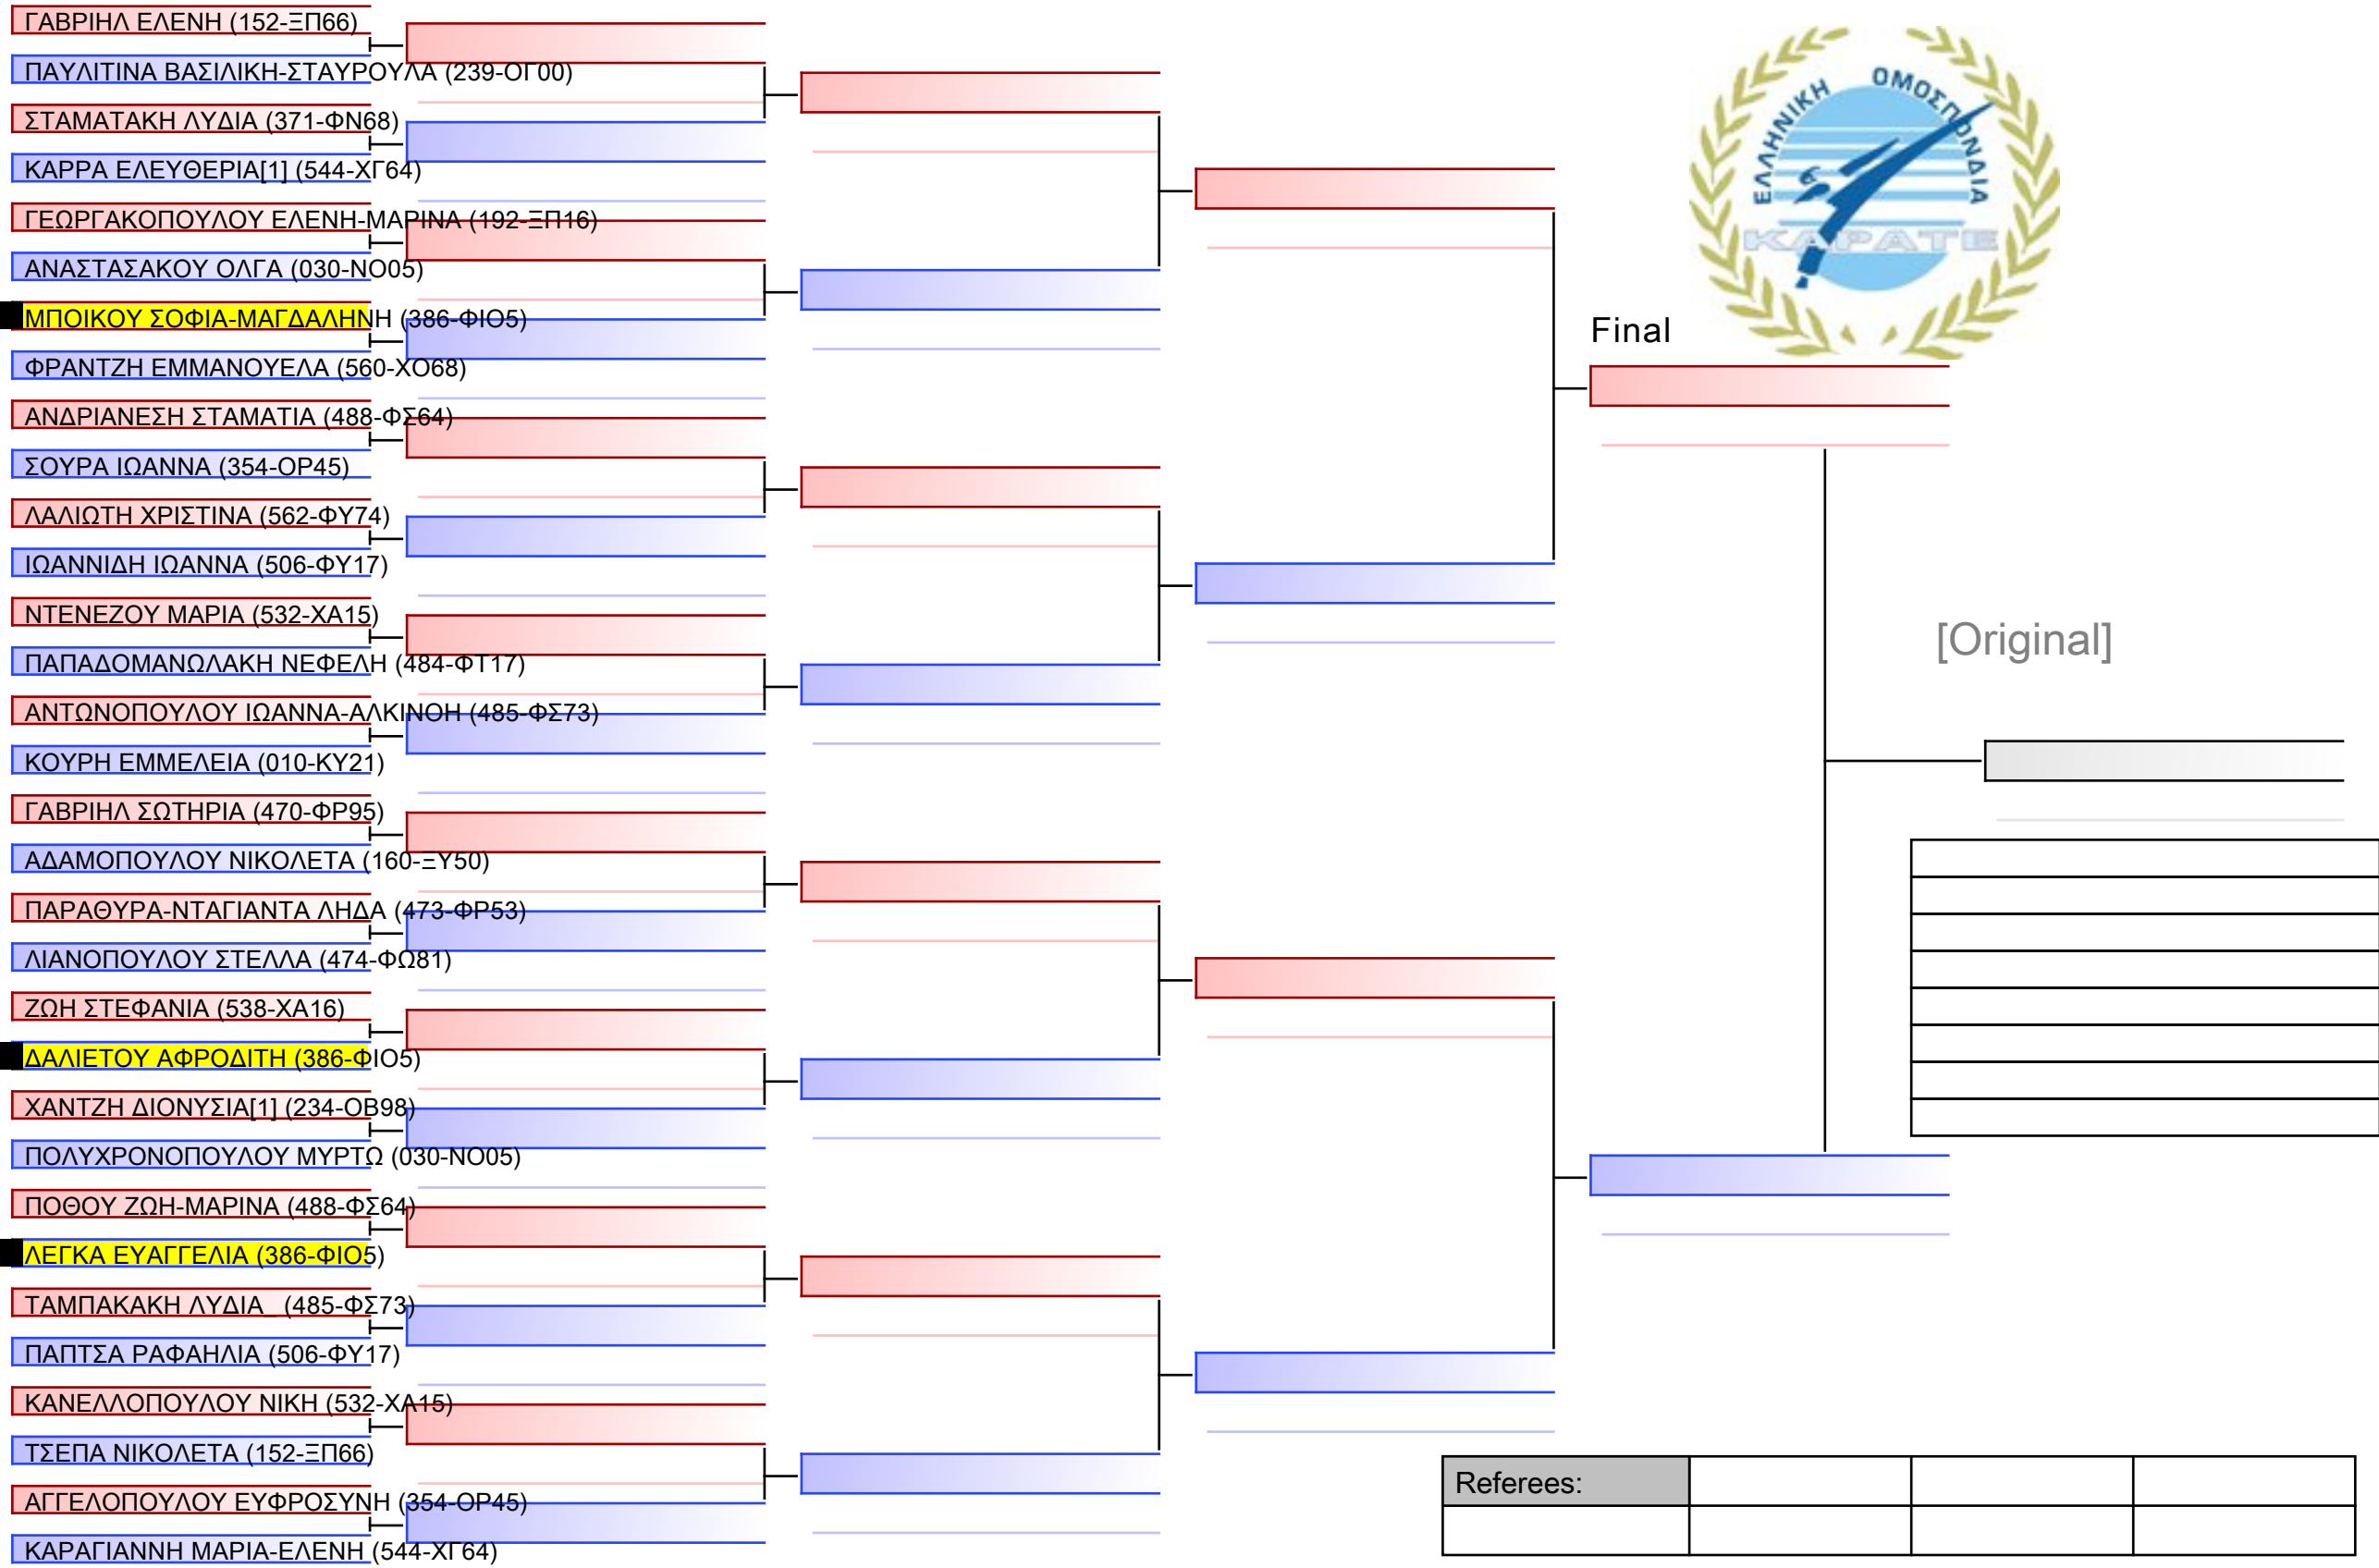 ΓΑΒΡΙΗΛ ΕΛΕΝΗ (152-ΞΠ66)
ΠΑΥΛΙΤΙΝΑ ΒΑΣΙΛΙΚΗ-ΣΤΑΥΡΟΥΛΑ (239-ΟΓ00)
ΣΤΑΜΑΤΑΚΗ ΛΥΔΙΑ (371-ΦΝ68)
ΚΑΡΡΑ ΕΛΕΥΘΕΡΙΑ[1] (544-ΧΓ64)
ΓΕΩΡΓΑΚΟΠΟΥΛΟΥ ΕΛΕΝΗ-ΜΑΡΙΝΑ (192-ΞΠ16)
ΑΝΑΣΤΑΣΑΚΟΥ ΟΛΓΑ (030-ΝΟ05)
ΜΠΟΙΚΟΥ ΣΟΦΙΑ-ΜΑΓΔΑΛΗΝΗ (386-ΦΙΟ5)
ΦΡΑΝΤΖΗ ΕΜΜΑΝΟΥΕΛΑ (560-ΧΟ68)
ΑΝΔΡΙΑΝΕΣΗ ΣΤΑΜΑΤΙΑ (488-ΦΣ64)
ΣΟΥΡΑ ΙΩΑΝΝΑ (354-ΟΡ45)
ΛΑΛΙΩΤΗ ΧΡΙΣΤΙΝΑ (562-ΦΥ74)
ΙΩΑΝΝΙΔΗ ΙΩΑΝΝΑ (506-ΦΥ17)
ΝΤΕΝΕΖΟΥ ΜΑΡΙΑ (532-ΧΑ15)
ΠΑΠΑΔΟΜΑΝΩΛΑΚΗ ΝΕΦΕΛΗ (484-ΦΤ17)
ΑΝΤΩΝΟΠΟΥΛΟΥ ΙΩΑΝΝΑ-ΑΛΚΙΝΟΗ (485-ΦΣ73)
ΚΟΥΡΗ ΕΜΜΕΛΕΙΑ (010-ΚΥ21)
ΓΑΒΡΙΗΛ ΣΩΤΗΡΙΑ (470-ΦΡ95)
ΑΔΑΜΟΠΟΥΛΟΥ ΝΙΚΟΛΕΤΑ (160-ΞΥ50)
ΠΑΡΑΘΥΡΑ-ΝΤΑΓΙΑΝΤΑ ΛΗΔΑ (473-ΦΡ53)
ΛΙΑΝΟΠΟΥΛΟΥ ΣΤΕΛΛΑ (474-ΦΩ81)
ΖΩΗ ΣΤΕΦΑΝΙΑ (538-ΧΑ16)
ΔΑΛΙΕΤΟΥ ΑΦΡΟΔΙΤΗ (386-ΦΙΟ5)
ΧΑΝΤΖΗ ΔΙΟΝΥΣΙΑ[1] (234-ΟΒ98)
ΠΟΛΥΧΡΟΝΟΠΟΥΛΟΥ ΜΥΡΤΩ (030-ΝΟ05)
ΠΟΘΟΥ ΖΩΗ-ΜΑΡΙΝΑ (488-ΦΣ64)
ΛΕΓΚΑ ΕΥΑΓΓΕΛΙΑ (386-ΦΙΟ5)
ΤΑΜΠΑΚΑΚΗ ΛΥΔΙΑ_ (485-ΦΣ73)
ΠΑΠΤΣΑ ΡΑΦΑΗΛΙΑ (506-ΦΥ17)
ΚΑΝΕΛΛΟΠΟΥΛΟΥ ΝΙΚΗ (532-ΧΑ15)
ΤΣΕΠΑ ΝΙΚΟΛΕΤΑ (152-ΞΠ66)
ΑΓΓΕΛΟΠΟΥΛΟΥ ΕΥΦΡΟΣΥΝΗ (354-ΟΡ45)
ΚΑΡΑΓΙΑΝΝΗ ΜΑΡΙΑ-ΕΛΕΝΗ (544-ΧΓ64)
ΕΛΛΗΝΙΚΗ ΟΜΟΣΠΟΝΔΙΑ
ΚΑΡΑΤΕ
Final
[Original]
Referees: